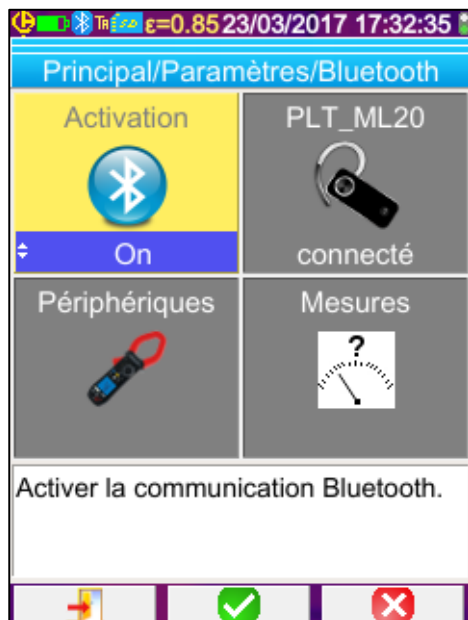 ε=0.85 23/03/2017 17:32:35
Principal/Paramètres/Bluetooth
Activation
PLT_ML20
On
connecté
Périphériques
Mesures
?
Activer la communication Bluetooth.